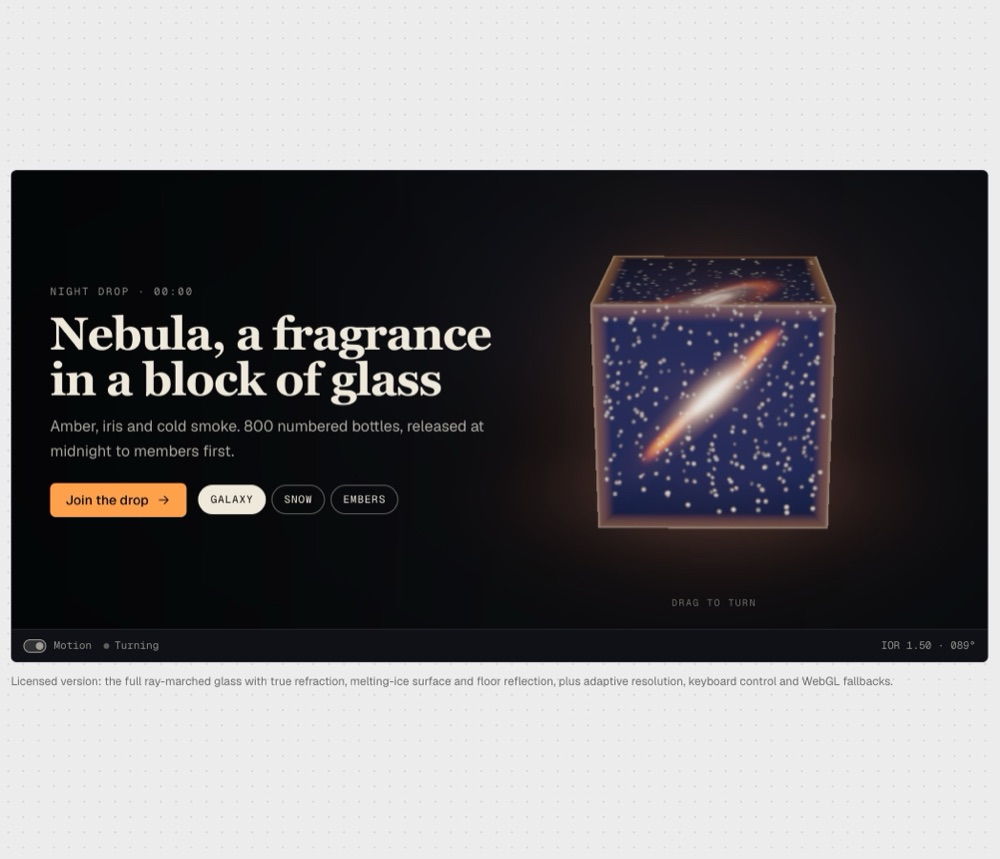 NIGHT DROP · 00:00
Nebula, a fragrance
in a block of glass
Amber, iris and cold smoke. 800 numbered bottles, released at
midnight to members first.
Join the drop →
GALAXY
SNOW
EMBERS
DRAG TO TURN
Motion
Turning
IOR 1.50 · 089°
Licensed version: the full ray-marched glass with true refraction, melting-ice surface and floor reflection, plus adaptive resolution, keyboard control and WebGL fallbacks.